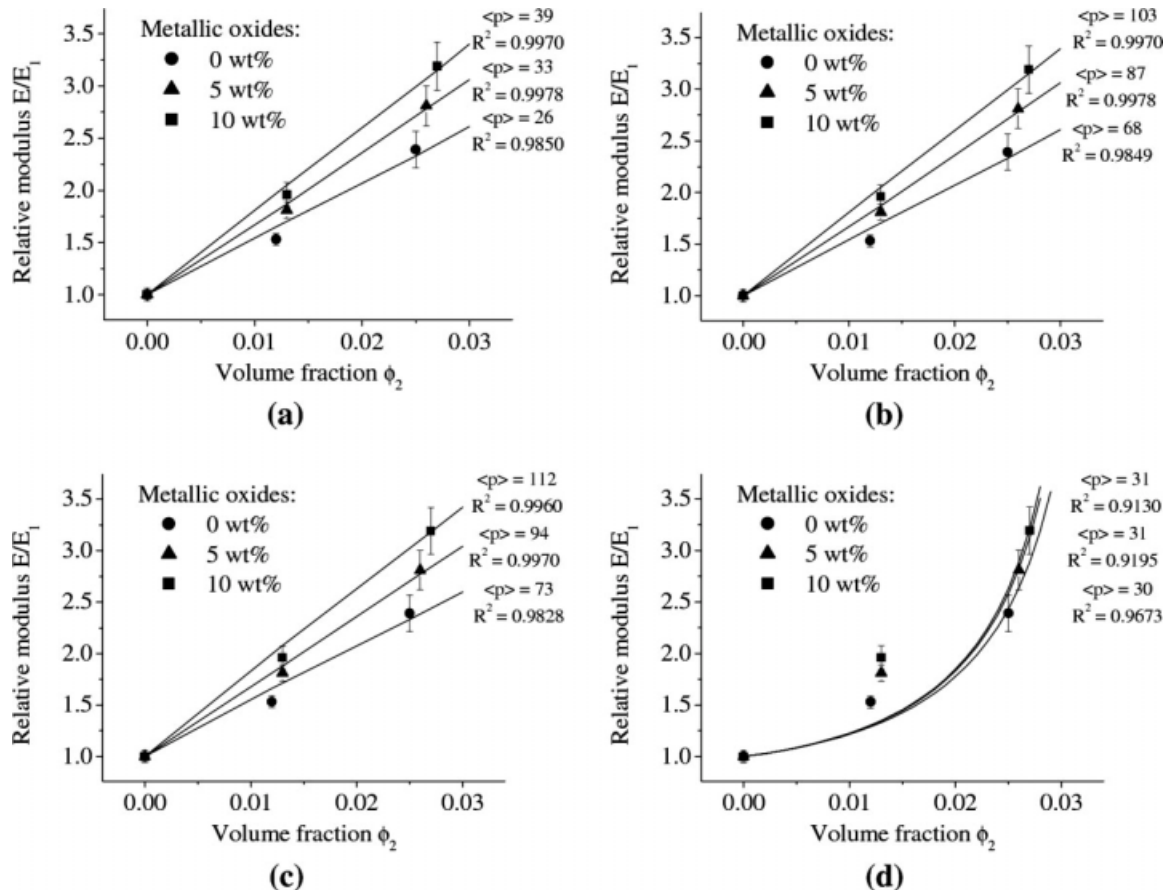 Metallic oxides:
0 wt%
5 wt%
10 wt%
<p> = 39
R² = 0.9970
<p> = 33
R² = 0.9978
<p> = 26
R² = 0.9850
Relative modulus E/E₁
3.5
3.0
2.5
2.0
1.5
1.0
0.00 0.01 0.02 0.03
Volume fraction ϕ₂
(a)
Metallic oxides:
0 wt%
5 wt%
10 wt%
<p> = 103
R² = 0.9970
<p> = 87
R² = 0.9978
<p> = 68
R² = 0.9849
Relative modulus E/E₁
3.5
3.0
2.5
2.0
1.5
1.0
0.00 0.01 0.02 0.03
Volume fraction ϕ₂
(b)
Metallic oxides:
0 wt%
5 wt%
10 wt%
<p> = 112
R² = 0.9960
<p> = 94
R² = 0.9970
<p> = 73
R² = 0.9828
Relative modulus E/E₁
3.5
3.0
2.5
2.0
1.5
1.0
0.00 0.01 0.02 0.03
Volume fraction ϕ₂
(c)
Metallic oxides:
0 wt%
5 wt%
10 wt%
<p> = 31
R² = 0.9130
<p> = 31
R² = 0.9195
<p> = 30
R² = 0.9673
Relative modulus E/E₁
3.5
3.0
2.5
2.0
1.5
1.0
0.00 0.01 0.02 0.03
Volume fraction ϕ₂
(d)